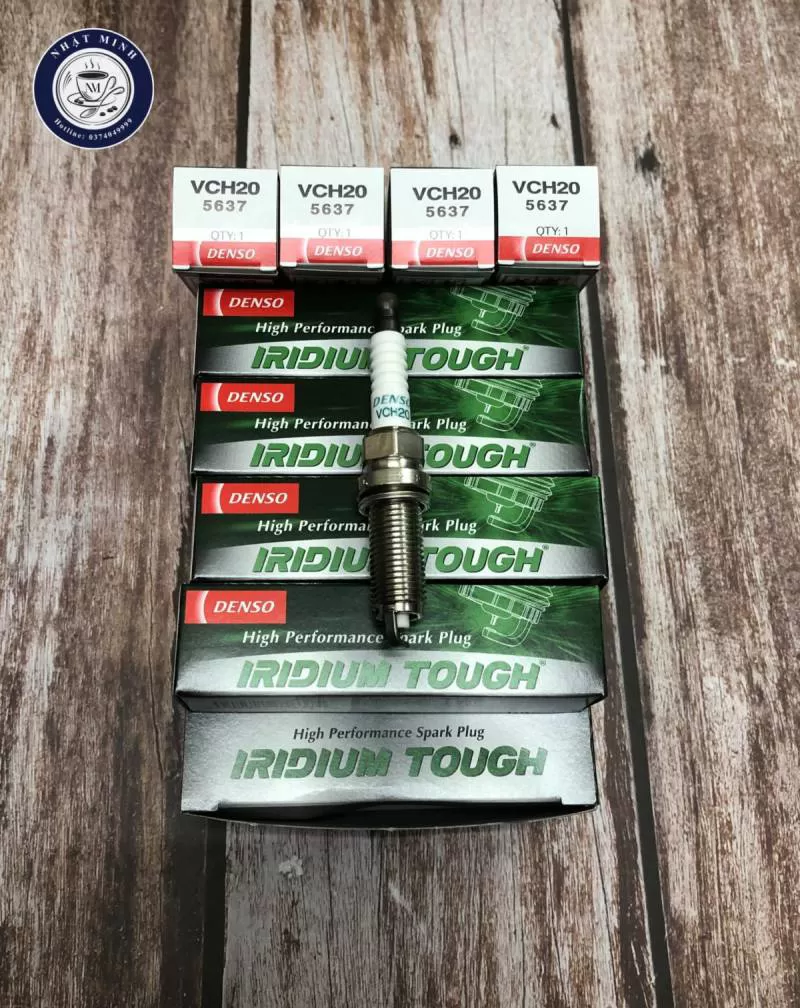 NHẬT MINH
NM
Hotline: 0374049999
VCH20
5637
QTY: 1
DENSO
VCH20
5637
QTY: 1
DENSO
VCH20
5637
QTY: 1
DENSO
VCH20
5637
QTY: 1
DENSO
DENSO
High Performance Spark Plug
IRIDIUM TOUGH®
DENSO
VCH20
DENSO
High Performance Spark Plug
IRIDIUM TOUGH®
DENSO
High Performance Spark Plug
IRIDIUM TOUGH®
DENSO
High Performance Spark Plug
IRIDIUM TOUGH®
High Performance Spark Plug
IRIDIUM TOUGH